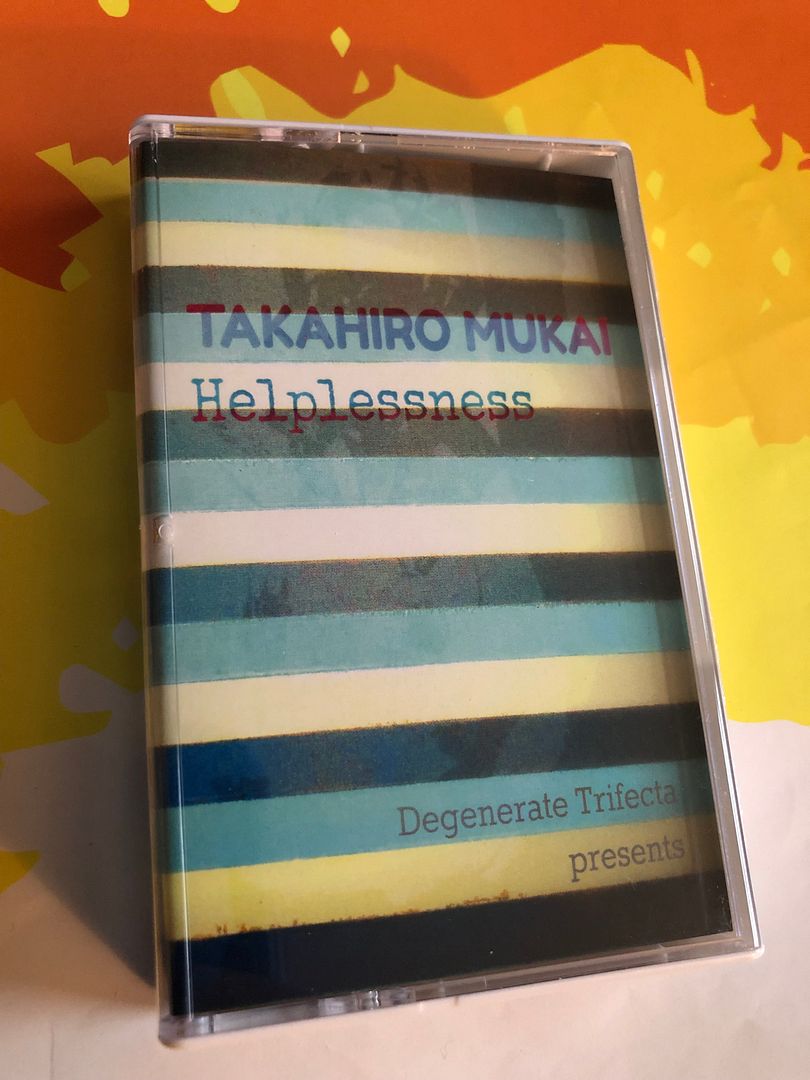 TAKAHIRO MUKAI
Helplessness
Degenerate Trifecta
presents